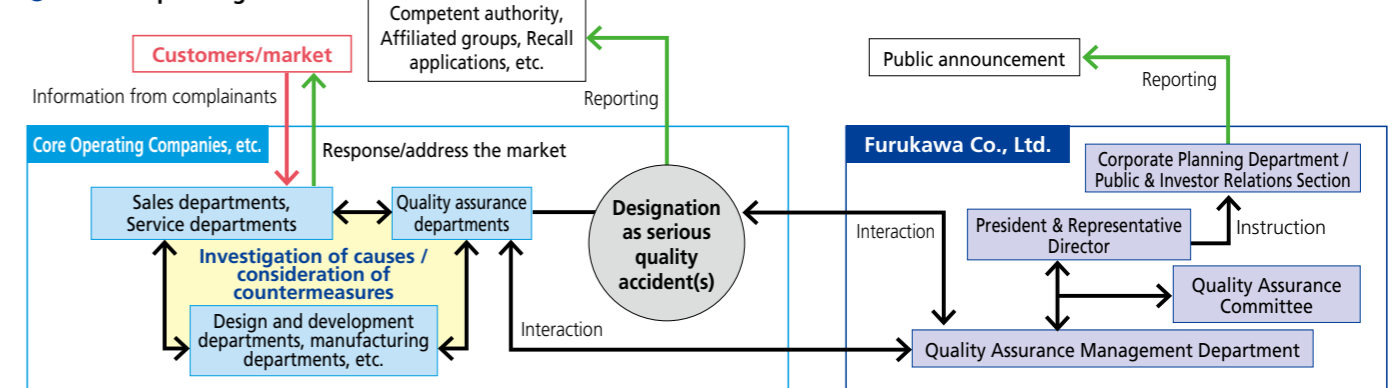 Competent authority,
Affiliated groups, Recall
applications, etc.
Customers/market
Public announcement
Information from complainants
Reporting
Reporting
Core Operating Companies, etc.
Response/address the market
Furukawa Co., Ltd.
Corporate Planning Department /
Public & Investor Relations Section
Sales departments,
Service departments
Quality assurance
departments
Designation
as serious
quality
accident(s)
Interaction
President & Representative
Director
Instruction
Investigation of causes /
consideration of
countermeasures
Quality Assurance
Committee
Design and development
departments, manufacturing
departments, etc.
Interaction
Quality Assurance Management Department